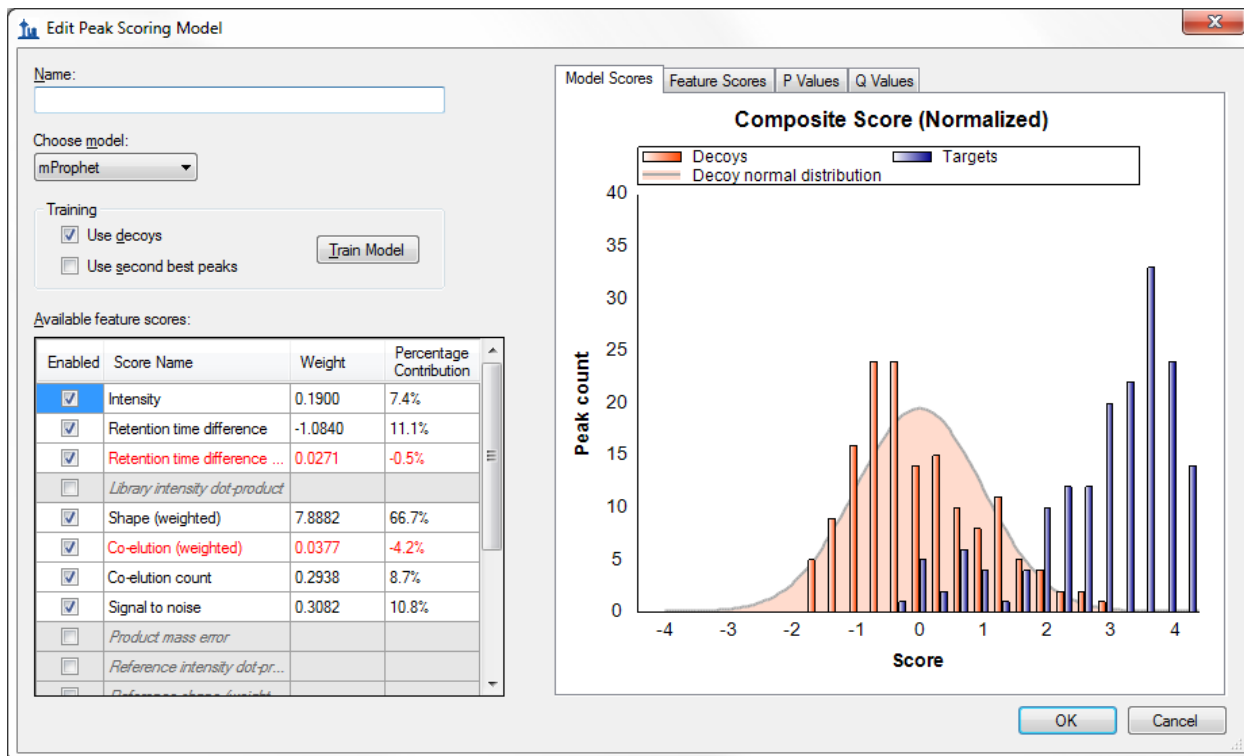 Edit Peak Scoring Model
Name:
Choose model:
mProphet
Training
Use decoys
Use second best peaks
Train Model
Available feature scores:
Enabled Score Name Weight Percentage Contribution
Intensity 0.1900 7.4%
Retention time difference -1.0840 11.1%
Retention time difference ... 0.0271 -0.5%
Library intensity dot-product
Shape (weighted) 7.8882 66.7%
Co-elution (weighted) 0.0377 -4.2%
Co-elution count 0.2938 8.7%
Signal to noise 0.3082 10.8%
Product mass error
Reference intensity dot-pr...
Model Scores Feature Scores P Values Q Values
Composite Score (Normalized)
Decoys Targets
Decoy normal distribution
40
35
30
25
20
15
10
5
0
Peak count
-4 -3 -2 -1 0 1 2 3 4
Score
OK Cancel